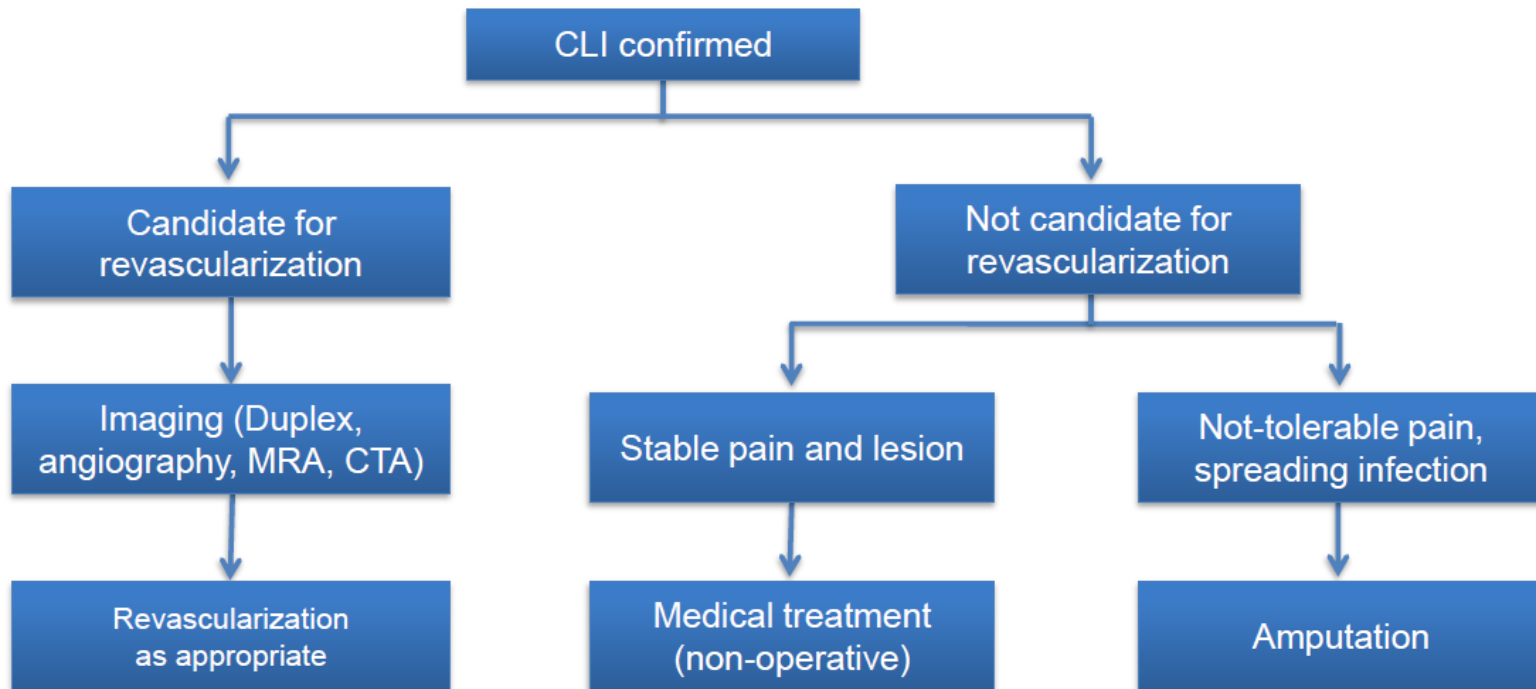 CLI confirmed
Candidate for
revascularization
Not candidate for
revascularization
Imaging (Duplex,
angiography, MRA, CTA)
Stable pain and lesion
Not-tolerable pain,
spreading infection
Revascularization
as appropriate
Medical treatment
(non-operative)
Amputation